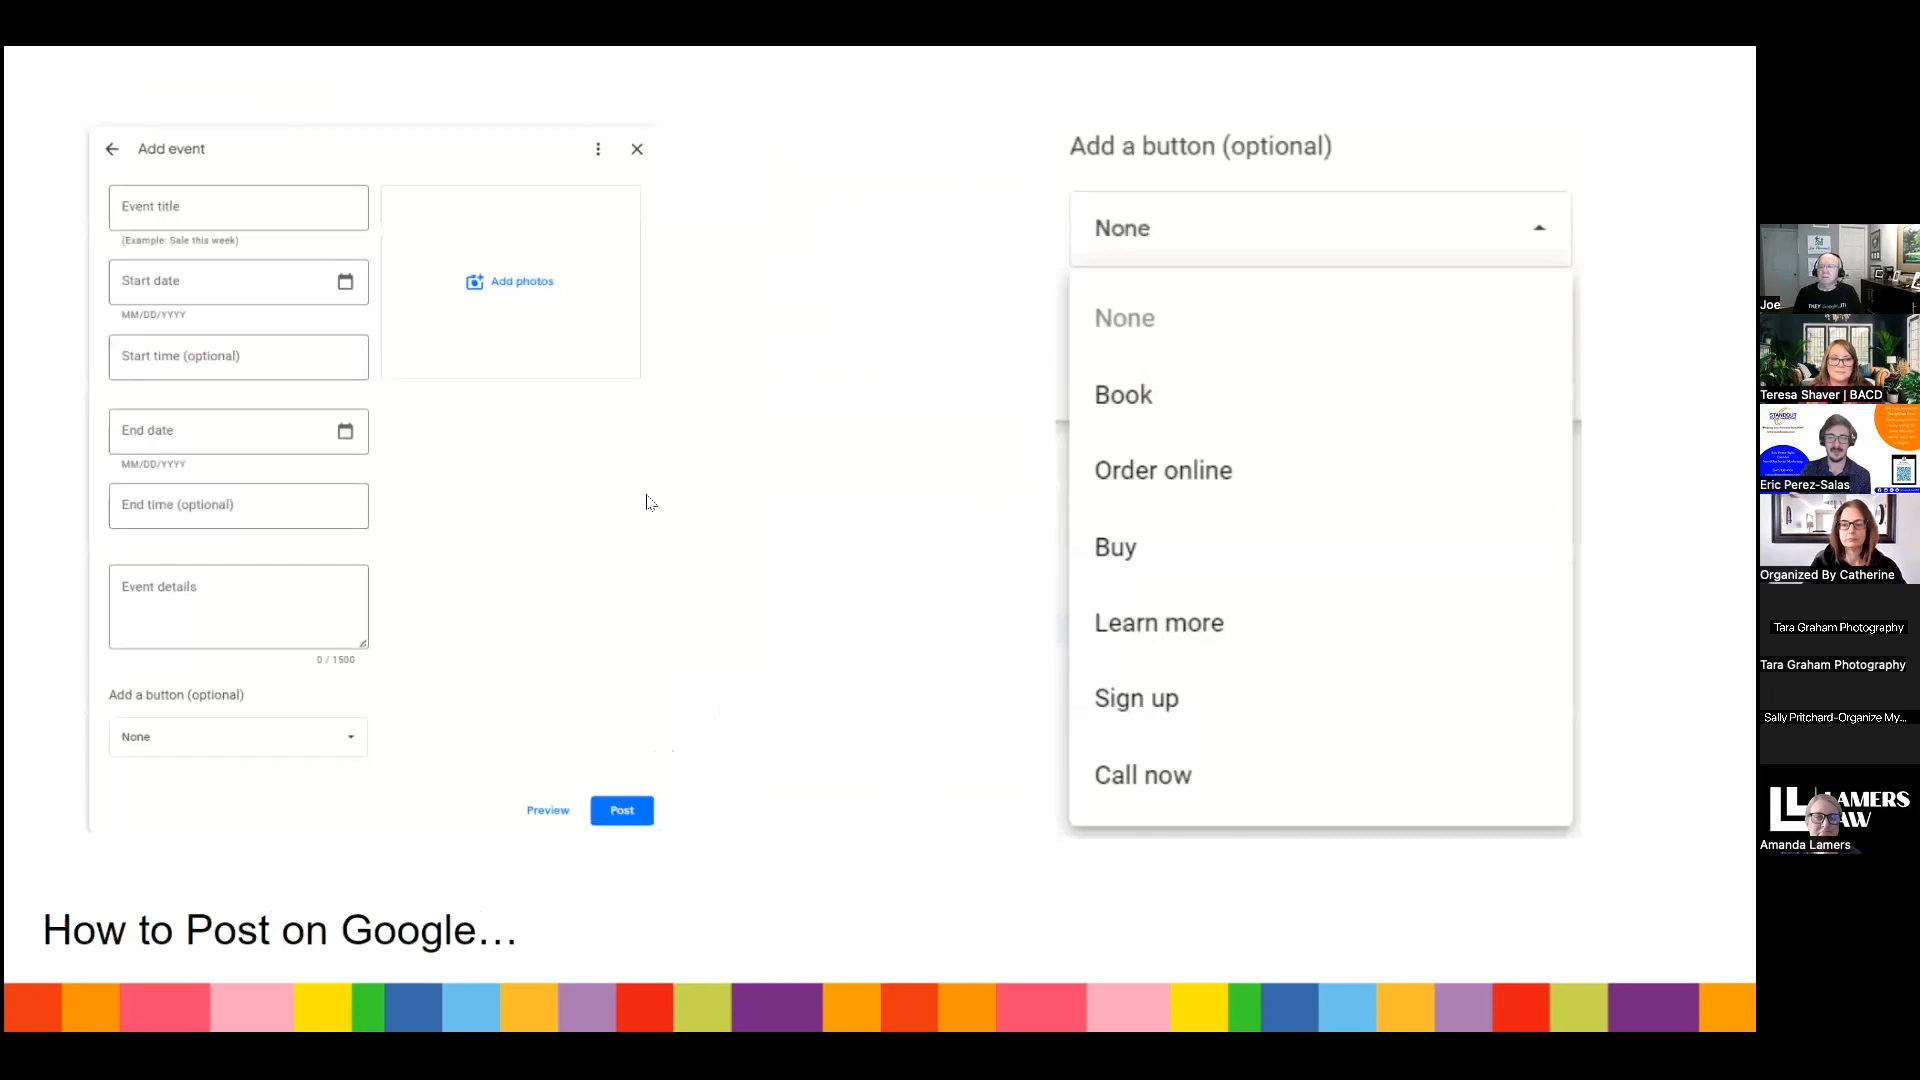 Add event
Event title
(Example: Sale this week)
Start date
MM/DD/YYYY
Start time (optional)
End date
MM/DD/YYYY
End time (optional)
Event details
0 / 1500
Add a button (optional)
None
Add photos
Preview
Post
Add a button (optional)
None
None
Book
Order online
Buy
Learn more
Sign up
Call now
How to Post on Google...
Joe
Teresa Shaver | BACD
STANDOUT
Eric Perez-Salas
Organized By Catherine
Tara Graham Photography
Tara Graham Photography
Sally Pritchard-Organize My...
LAMERS
Amanda Lamers